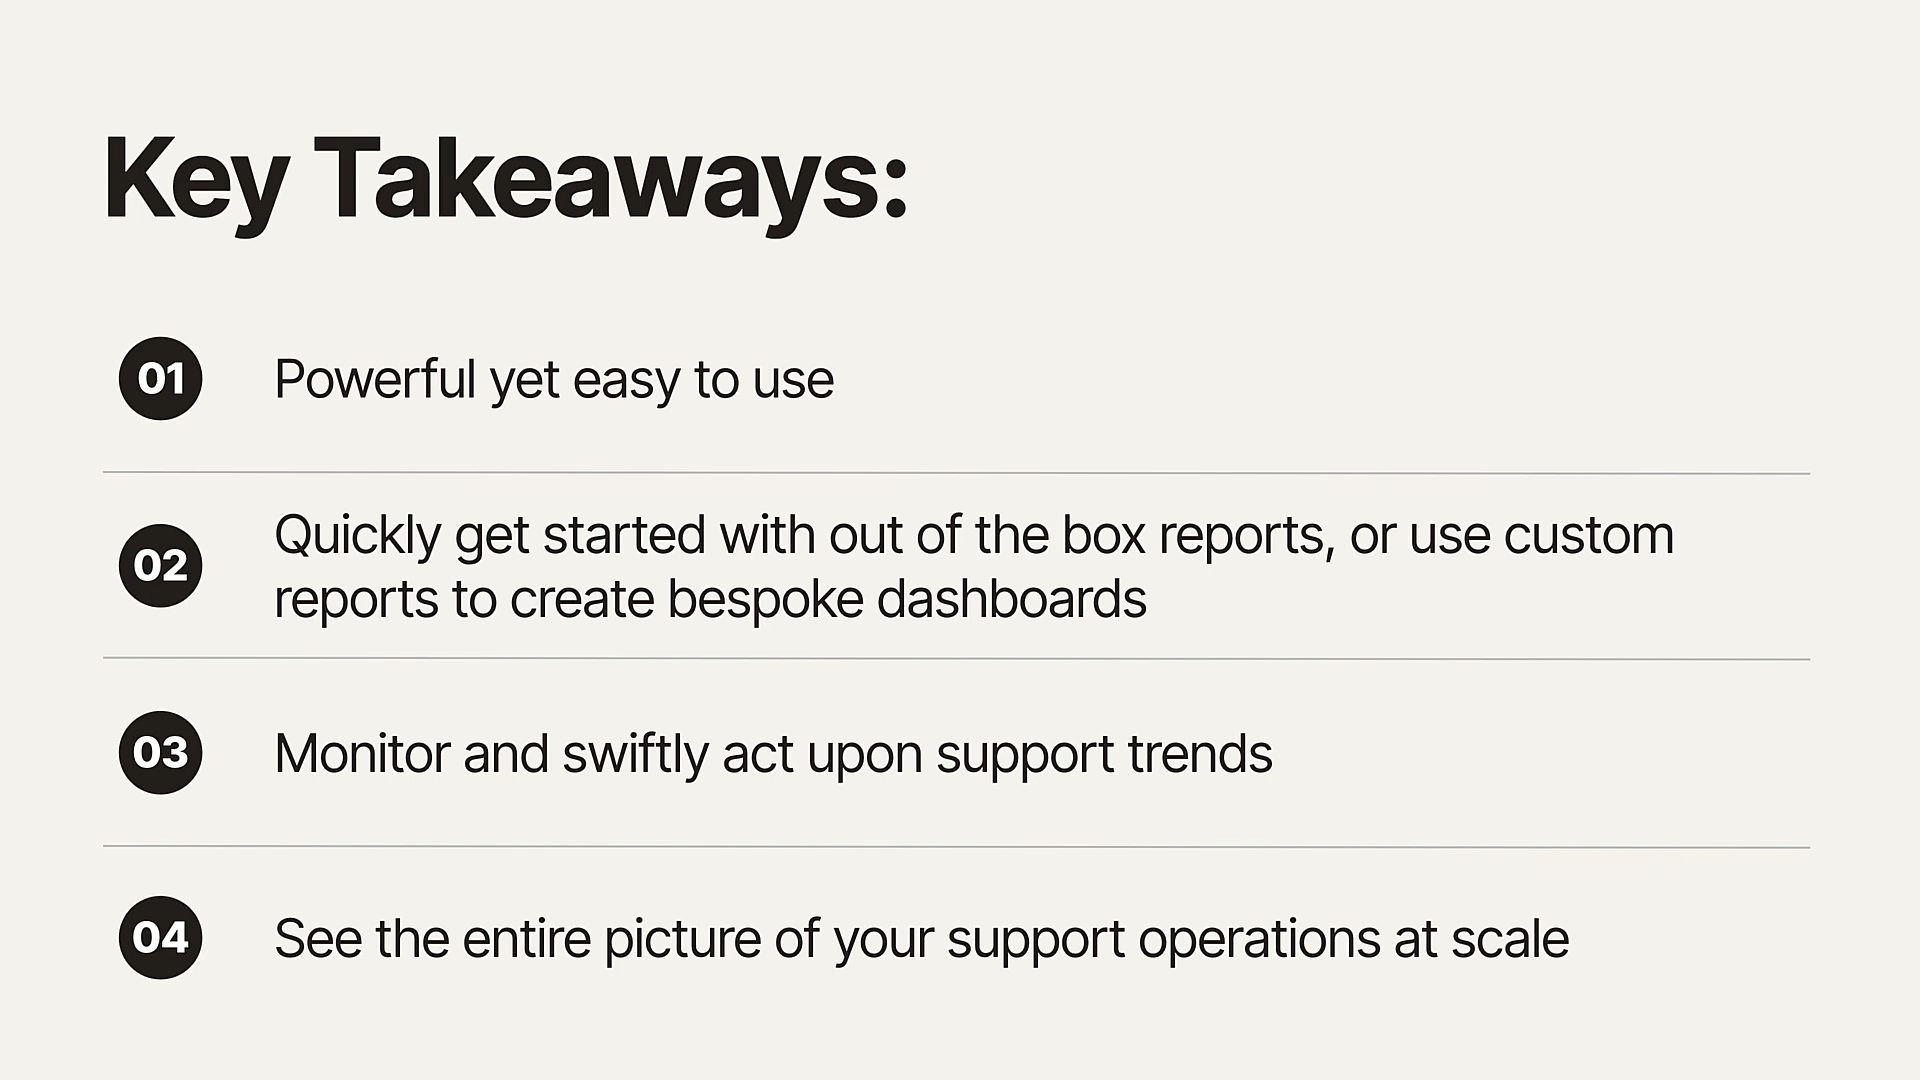 Key Takeaways:
01 Powerful yet easy to use
02 Quickly get started with out of the box reports, or use custom
reports to create bespoke dashboards
03 Monitor and swiftly act upon support trends
04 See the entire picture of your support operations at scale